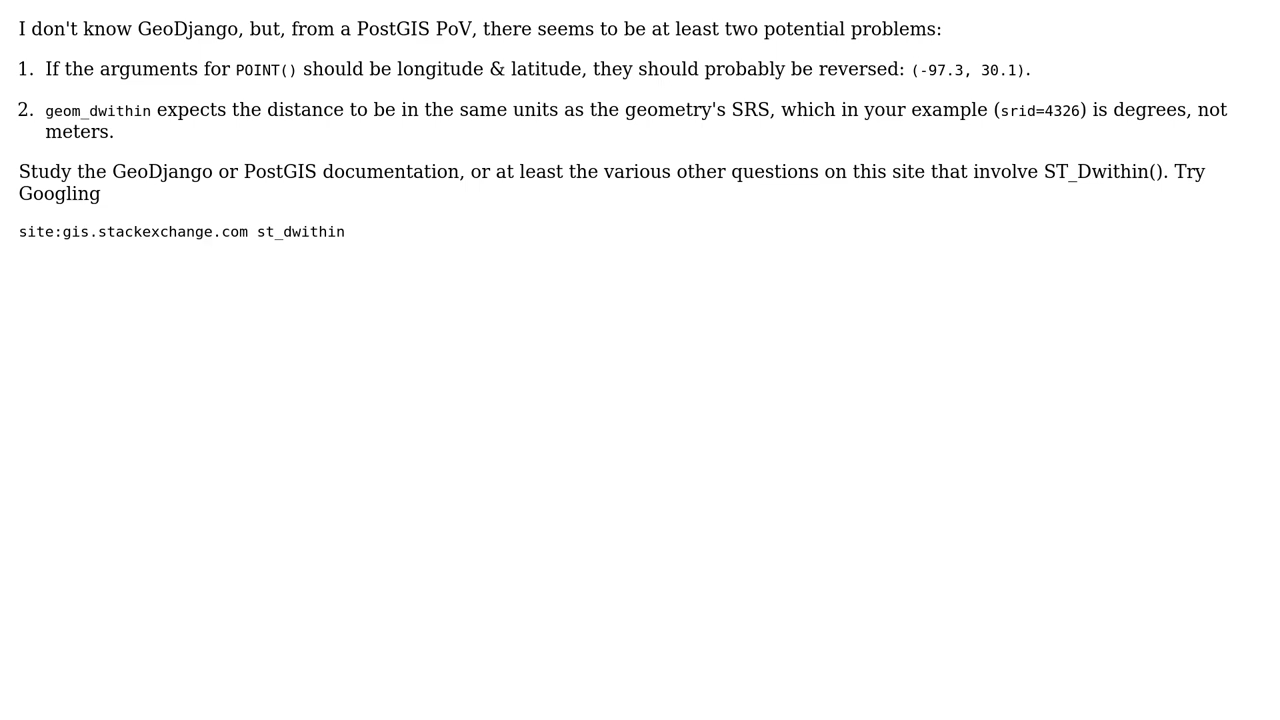 I don't know GeoDjango, but, from a PostGIS PoV, there seems to be at least two potential problems:
1. If the arguments for POINT() should be longitude & latitude, they should probably be reversed: (-97.3, 30.1).
2. geom_dwithin expects the distance to be in the same units as the geometry's SRS, which in your example (srid=4326) is degrees, not
meters.
Study the GeoDjango or PostGIS documentation, or at least the various other questions on this site that involve ST_Dwithin(). Try
Googling
site:gis.stackexchange.com st_dwithin